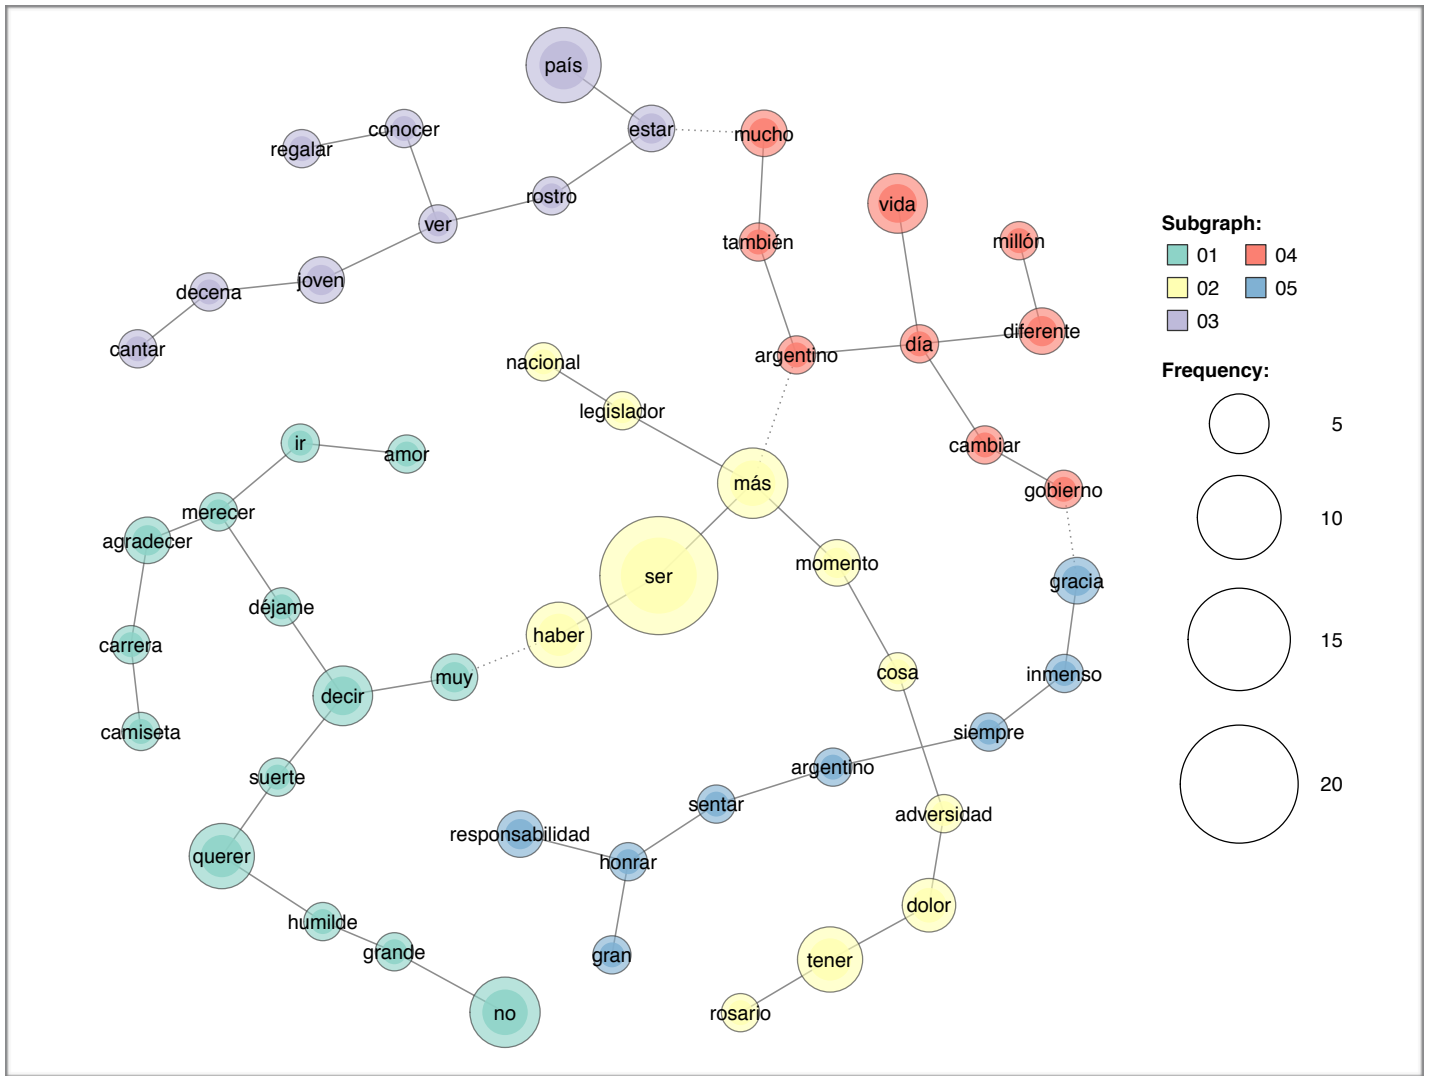 país
conocer
estar
mucho
regalar
rostro
vida
ver
también
millón
joven
decena
diferente
cantar
argentino
día
nacional
legislador
ir
amor
cambiar
más
gobierno
merecer
agradecer
momento
ser
gracia
déjame
haber
carrera
cosa
inmenso
muy
decir
camiseta
siempre
suerte
argentino
sentar
adversidad
responsabilidad
querer
honrar
dolor
humilde
grande
gran
tener
no
rosario
Subgraph:
01 04
02 05
03
Frequency:
5
10
15
20